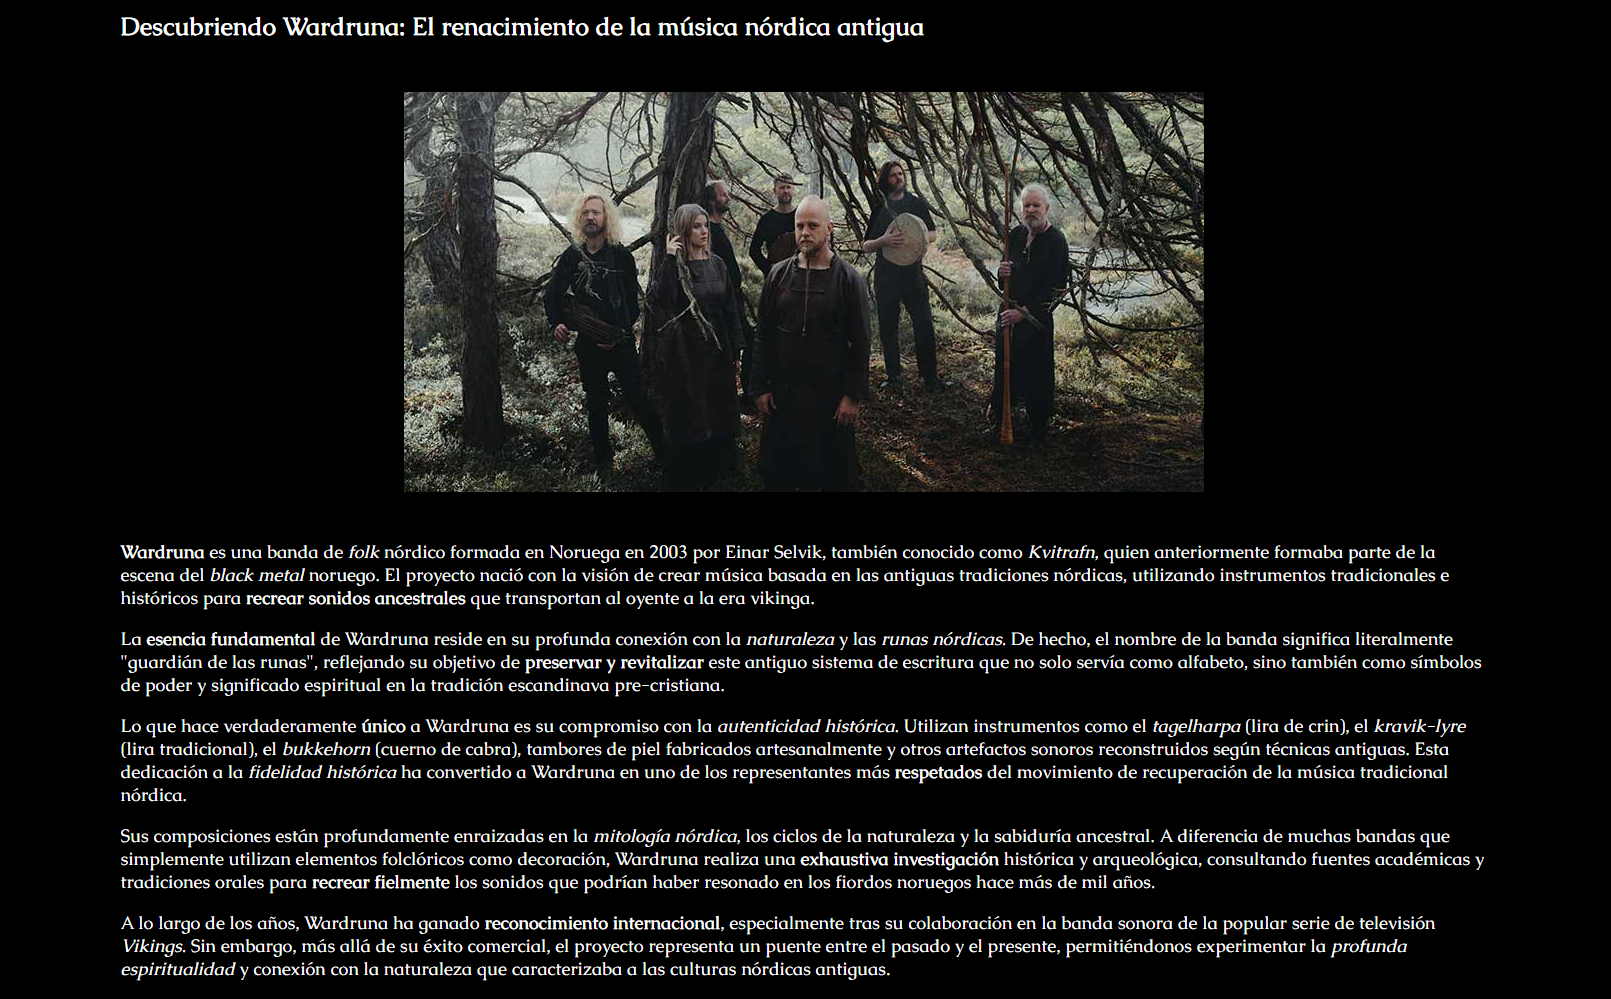 Descubriendo Wardruna: El renacimiento de la música nórdica antigua
Wardruna es una banda de folk nórdico formada en Noruega en 2003 por Einar Selvik, también conocido como Kvitrafn, quien anteriormente formaba parte de la
escena del black metal noruego. El proyecto nació con la visión de crear música basada en las antiguas tradiciones nórdicas, utilizando instrumentos tradicionales e
históricos para recrear sonidos ancestrales que transportan al oyente a la era vikinga.
La esencia fundamental de Wardruna reside en su profunda conexión con la naturaleza y las runas nórdicas. De hecho, el nombre de la banda significa literalmente
"guardián de las runas", reflejando su objetivo de preservar y revitalizar este antiguo sistema de escritura que no solo servía como alfabeto, sino también como símbolos
de poder y significado espiritual en la tradición escandinava pre-cristiana.
Lo que hace verdaderamente único a Wardruna es su compromiso con la autenticidad histórica. Utilizan instrumentos como el tagelharpa (lira de crin), el kravik-lyre
(lira tradicional), el bukkehorn (cuerno de cabra), tambores de piel fabricados artesanalmente y otros artefactos sonoros reconstruidos según técnicas antiguas. Esta
dedicación a la fidelidad histórica ha convertido a Wardruna en uno de los representantes más respetados del movimiento de recuperación de la música tradicional
nórdica.
Sus composiciones están profundamente enraizadas en la mitología nórdica, los ciclos de la naturaleza y la sabiduría ancestral. A diferencia de muchas bandas que
simplemente utilizan elementos folclóricos como decoración, Wardruna realiza una exhaustiva investigación histórica y arqueológica, consultando fuentes académicas y
tradiciones orales para recrear fielmente los sonidos que podrían haber resonado en los fiordos noruegos hace más de mil años.
A lo largo de los años, Wardruna ha ganado reconocimiento internacional, especialmente tras su colaboración en la banda sonora de la popular serie de televisión
Vikings. Sin embargo, más allá de su éxito comercial, el proyecto representa un puente entre el pasado y el presente, permitiéndonos experimentar la profunda
espiritualidad y conexión con la naturaleza que caracterizaba a las culturas nórdicas antiguas.